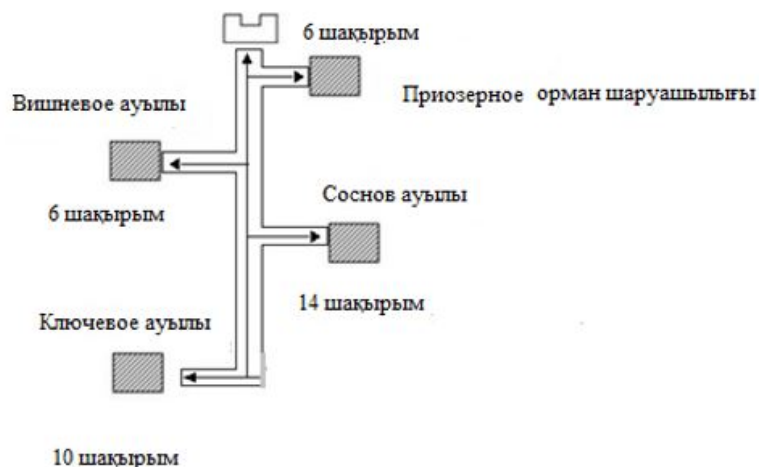 6 шақырым
Приозерное орман шаруашылығы
Вишневое ауылы
6 шақырым
Соснов ауылы
14 шақырым
Ключевое ауылы
10 шақырым